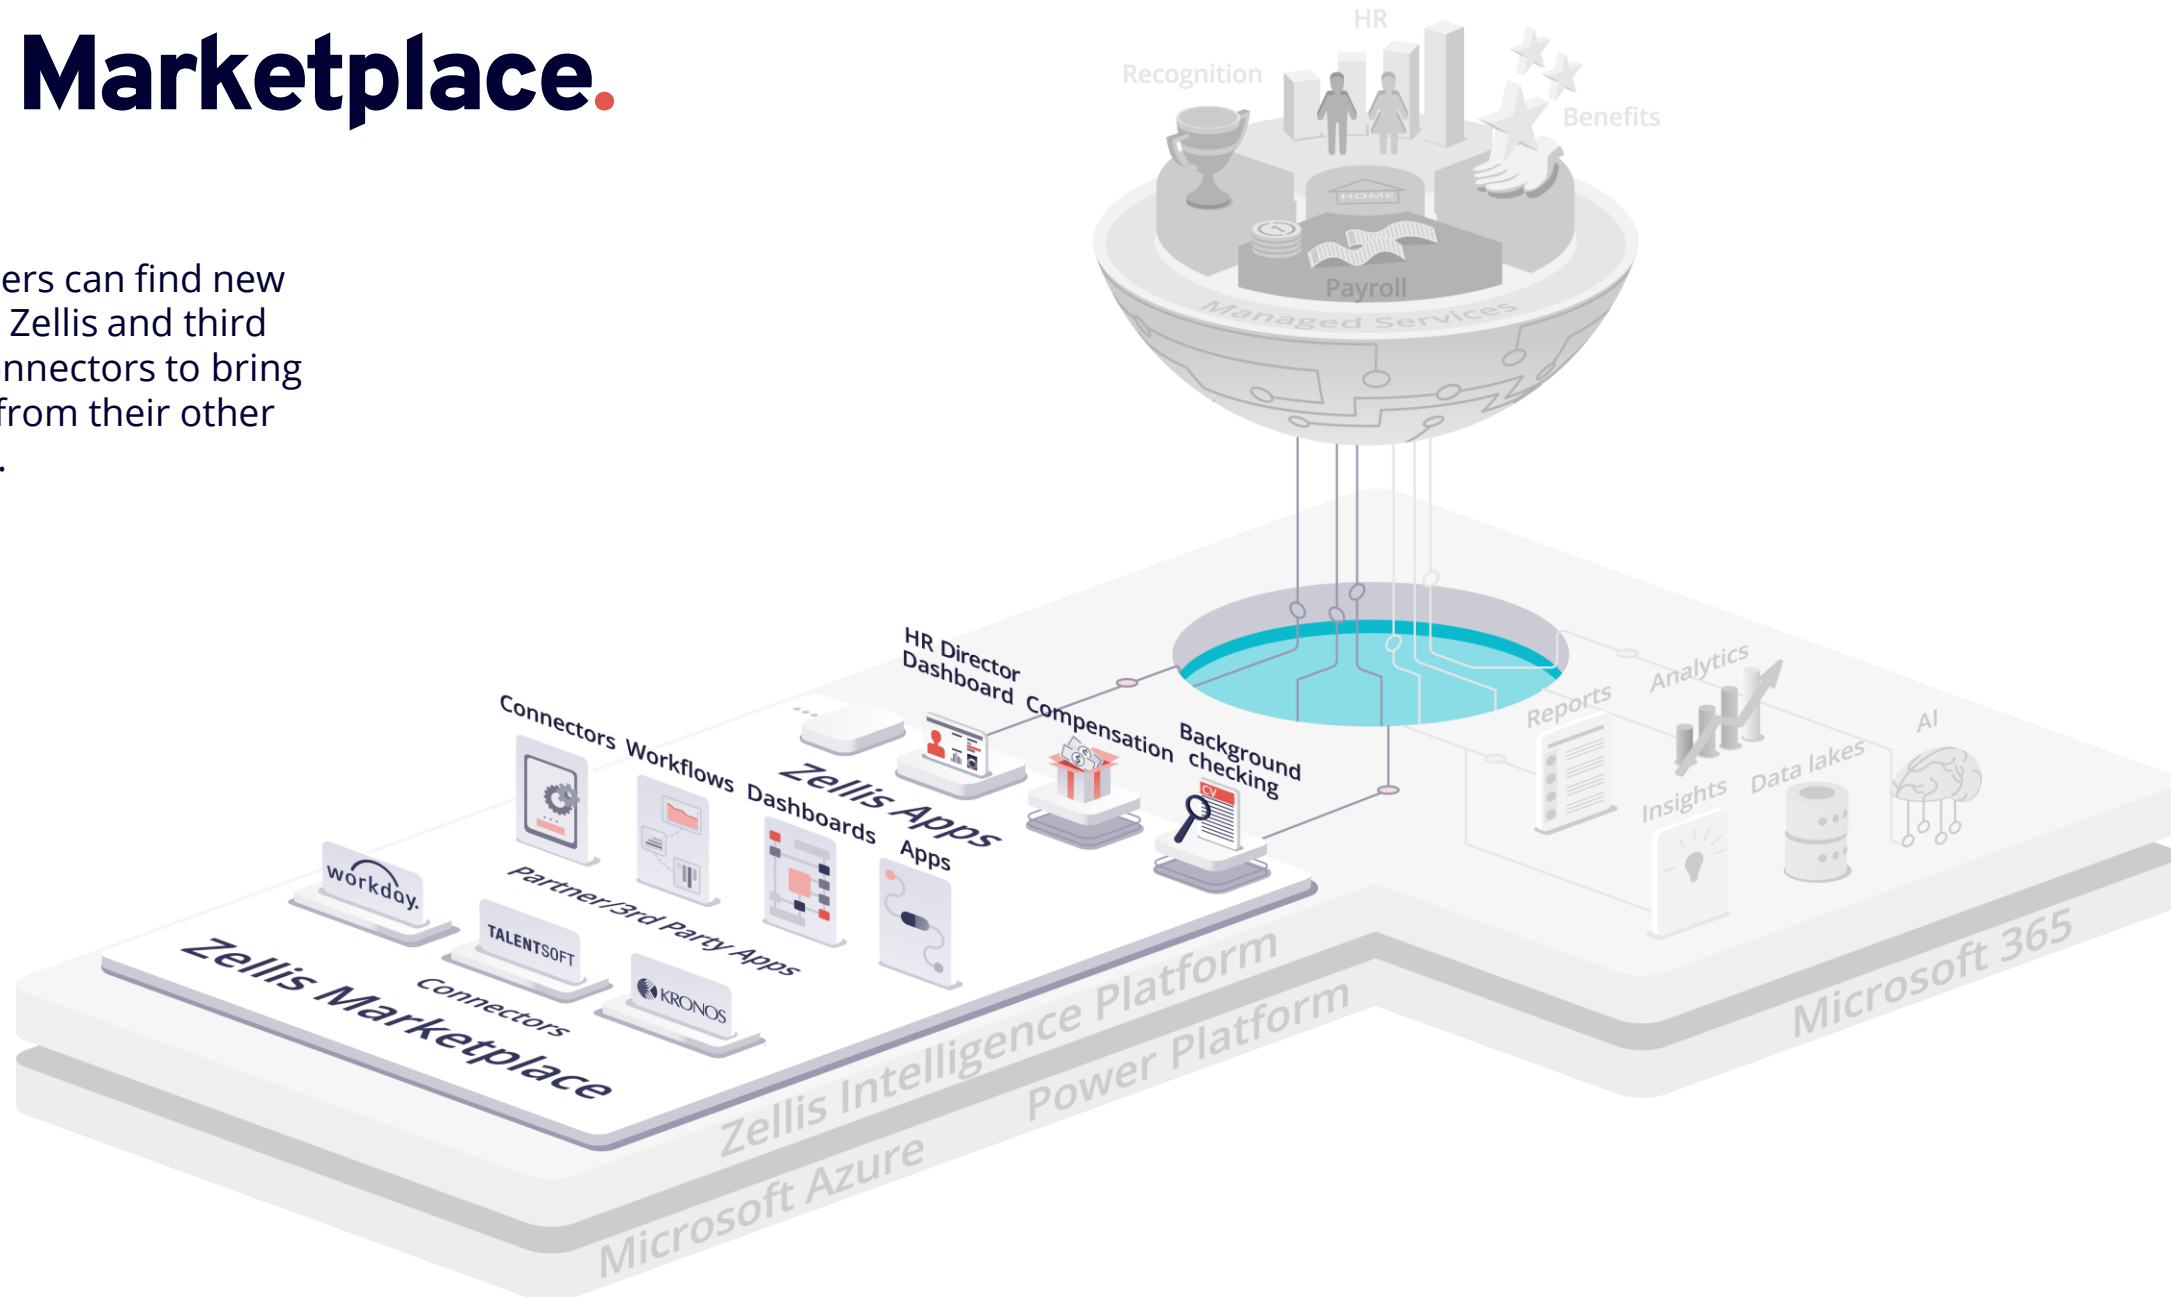 Marketplace.
ers can find new
Zellis and third
nnectors to bring
from their other
.
HR
Recognition
Benefits
HOME
1
Payroll
Managed Services
HR Director
Dashboard
Compensation
Background
checking
CV
Zellis Apps
Connectors
Workflows
Dashboards
Apps
Partner/3rd Party Apps
workday.
TALENTSOFT
KRONOS
Connectors
Zellis Marketplace
Reports
Analytics
Insights
Data lakes
AI
Zellis Intelligence Platform
Power Platform
Microsoft Azure
Microsoft 365